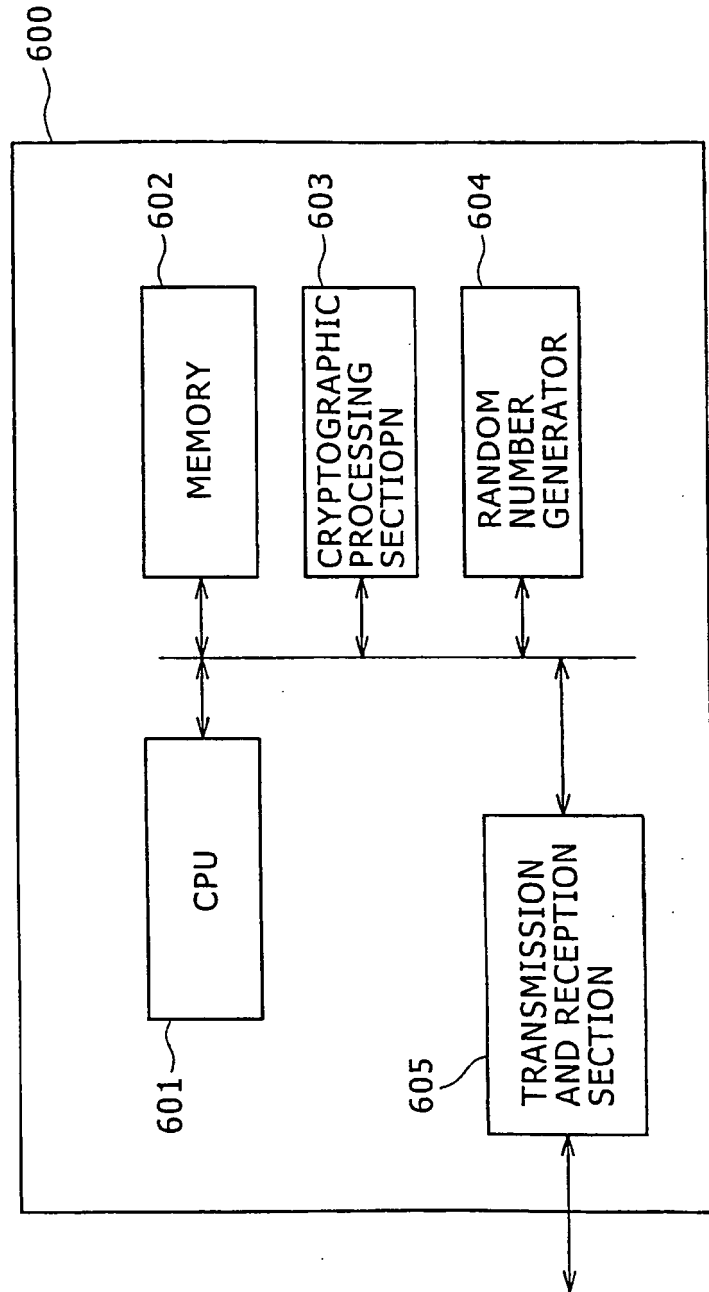 600
601
CPU
602
MEMORY
603
CRYPTOGRAPHIC
PROCESSING
SECTIOPN
604
RANDOM
NUMBER
GENERATOR
605
TRANSMISSION
AND RECEPTION
SECTION